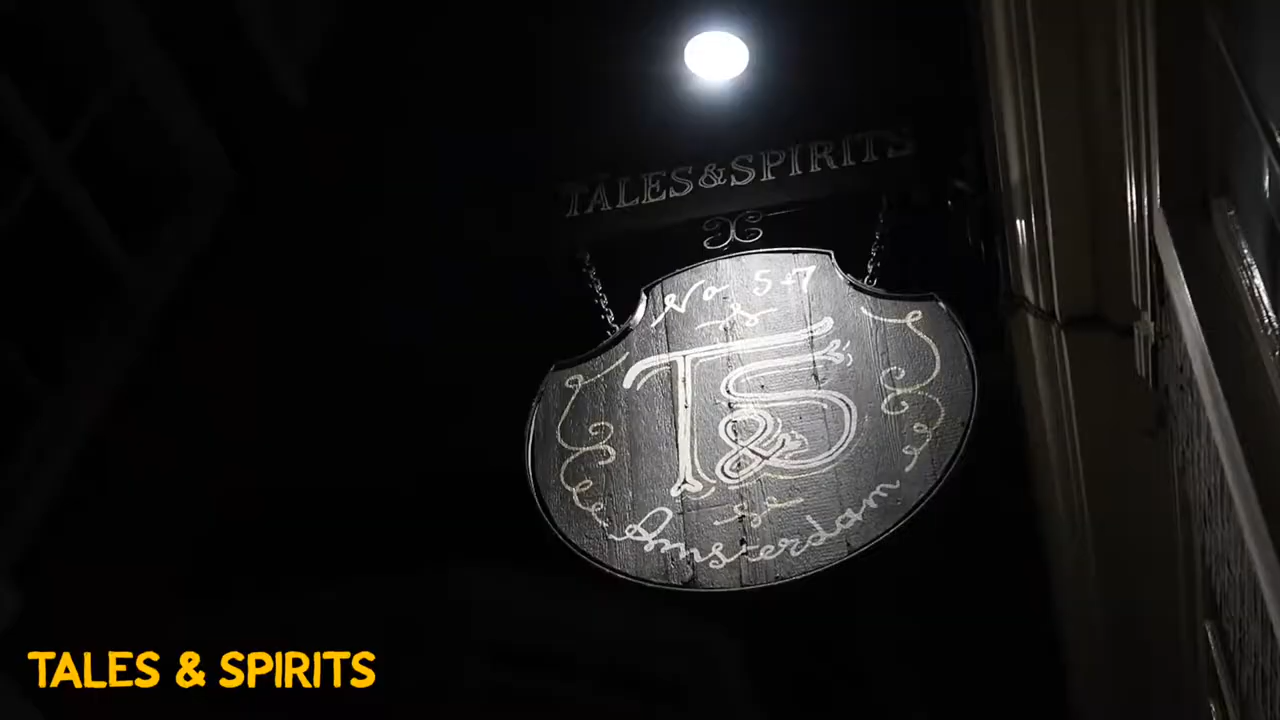 TALES&SPIRITS
No 5+7
T&S
Amsterdam
TALES & SPIRITS